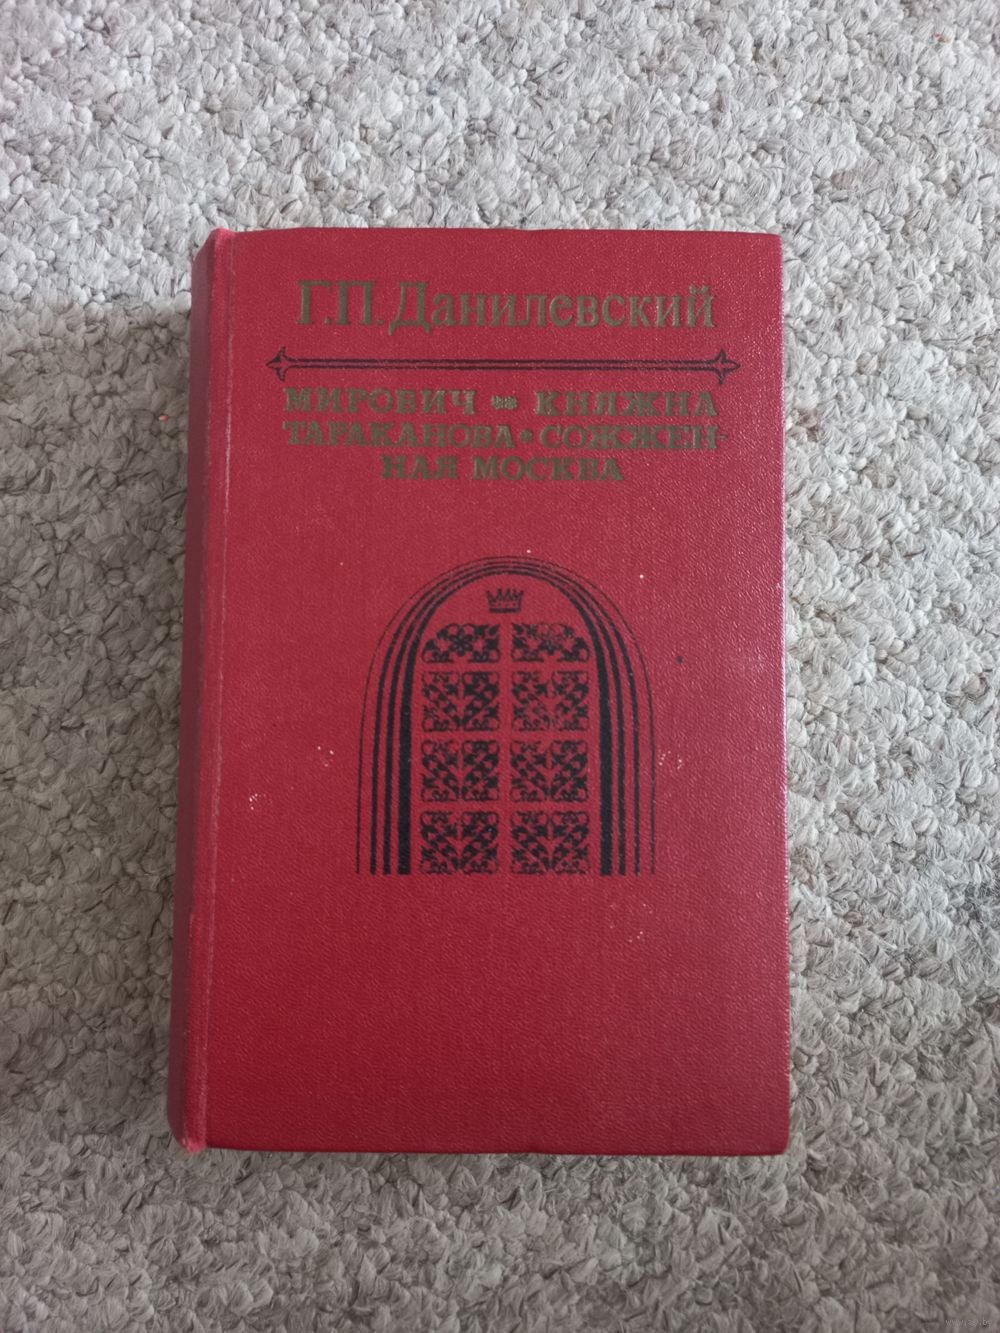 Г.П.Данилевский
МИРОВИЧ ** КНЯЖНА
ТАРАКАНОВА * СОЖЖЕН-
НАЯ МОСКВА